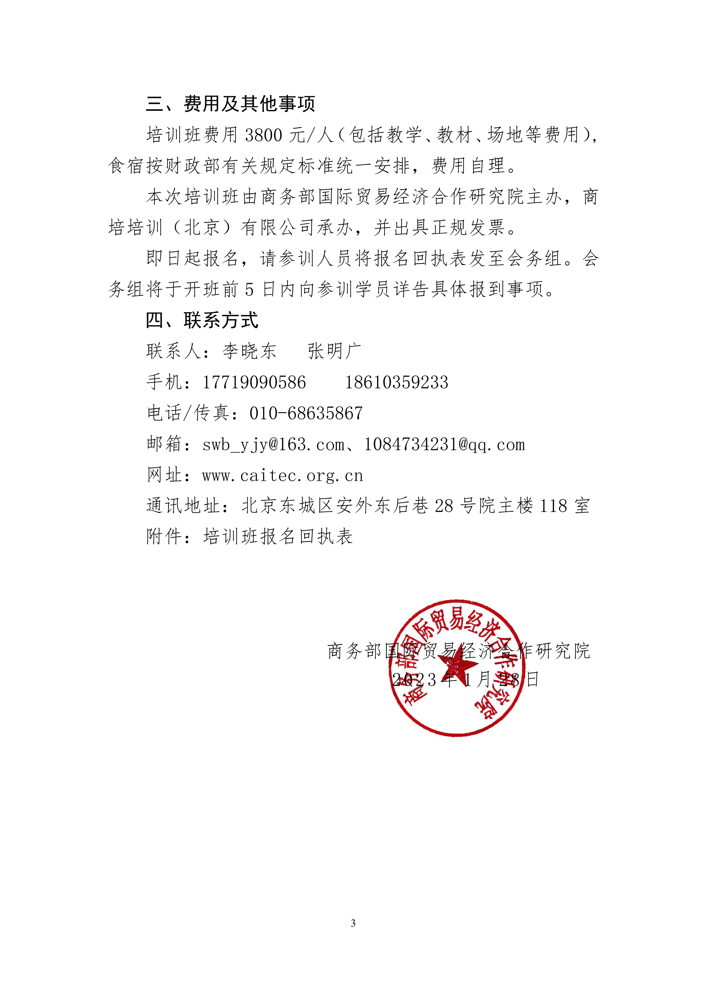 三、费用及其他事项
培训班费用 3800 元/人（包括教学、教材、场地等费用），
食宿按财政部有关规定标准统一安排，费用自理。
本次培训班由商务部国际贸易经济合作研究院主办，商
培培训（北京）有限公司承办，并出具正规发票。
即日起报名，请参训人员将报名回执表发至会务组。会
务组将于开班前 5 日内向参训学员详告具体报到事项。
四、联系方式
联系人：李晓东 张明广
手机：17719090586 18610359233
电话/传真：010-68635867
邮箱：swb_yjy@163.com、1084734231@qq.com
网址：www.caitec.org.cn
通讯地址：北京东城区安外东后巷 28 号院主楼 118 室
附件：培训班报名回执表
商务部国际贸易经济合作研究院
商务部国际贸易经济合作研究院
2023年1月28日
3